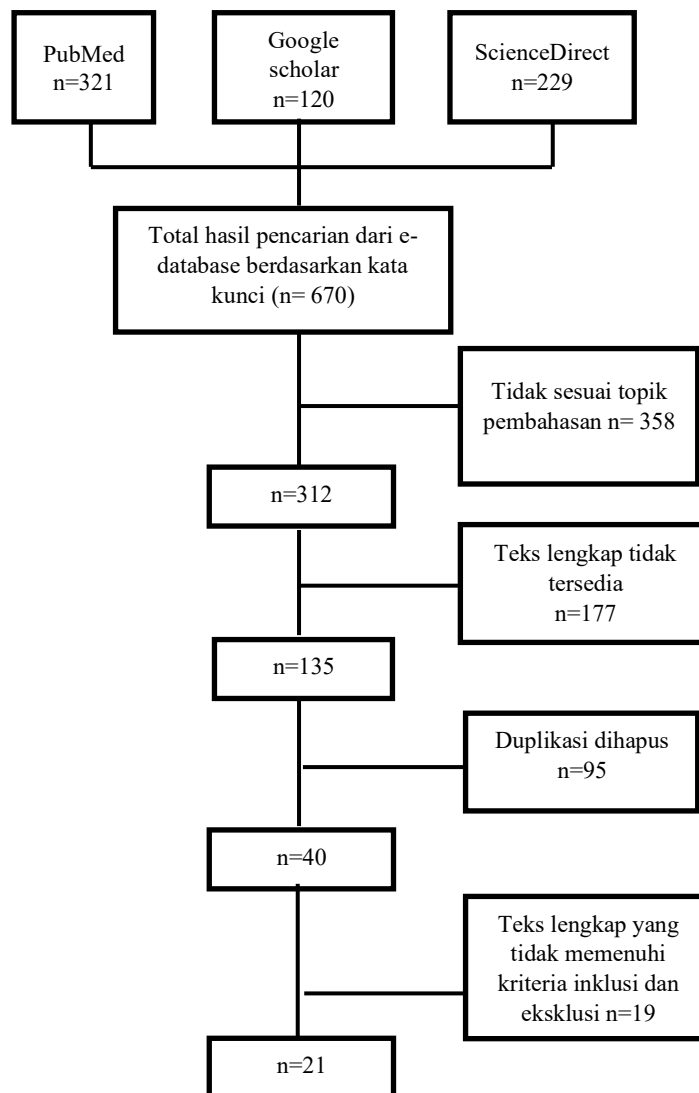 PubMed
n=321
Google
scholar
n=120
ScienceDirect
n=229
Total hasil pencarian dari e-
database berdasarkan kata
kunci (n= 670)
Tidak sesuai topik
pembahasan n= 358
n=312
Teks lengkap tidak
tersedia
n=177
n=135
Duplikasi dihapus
n=95
n=40
Teks lengkap yang
tidak memenuhi
kriteria inklusi dan
eksklusi n=19
n=21